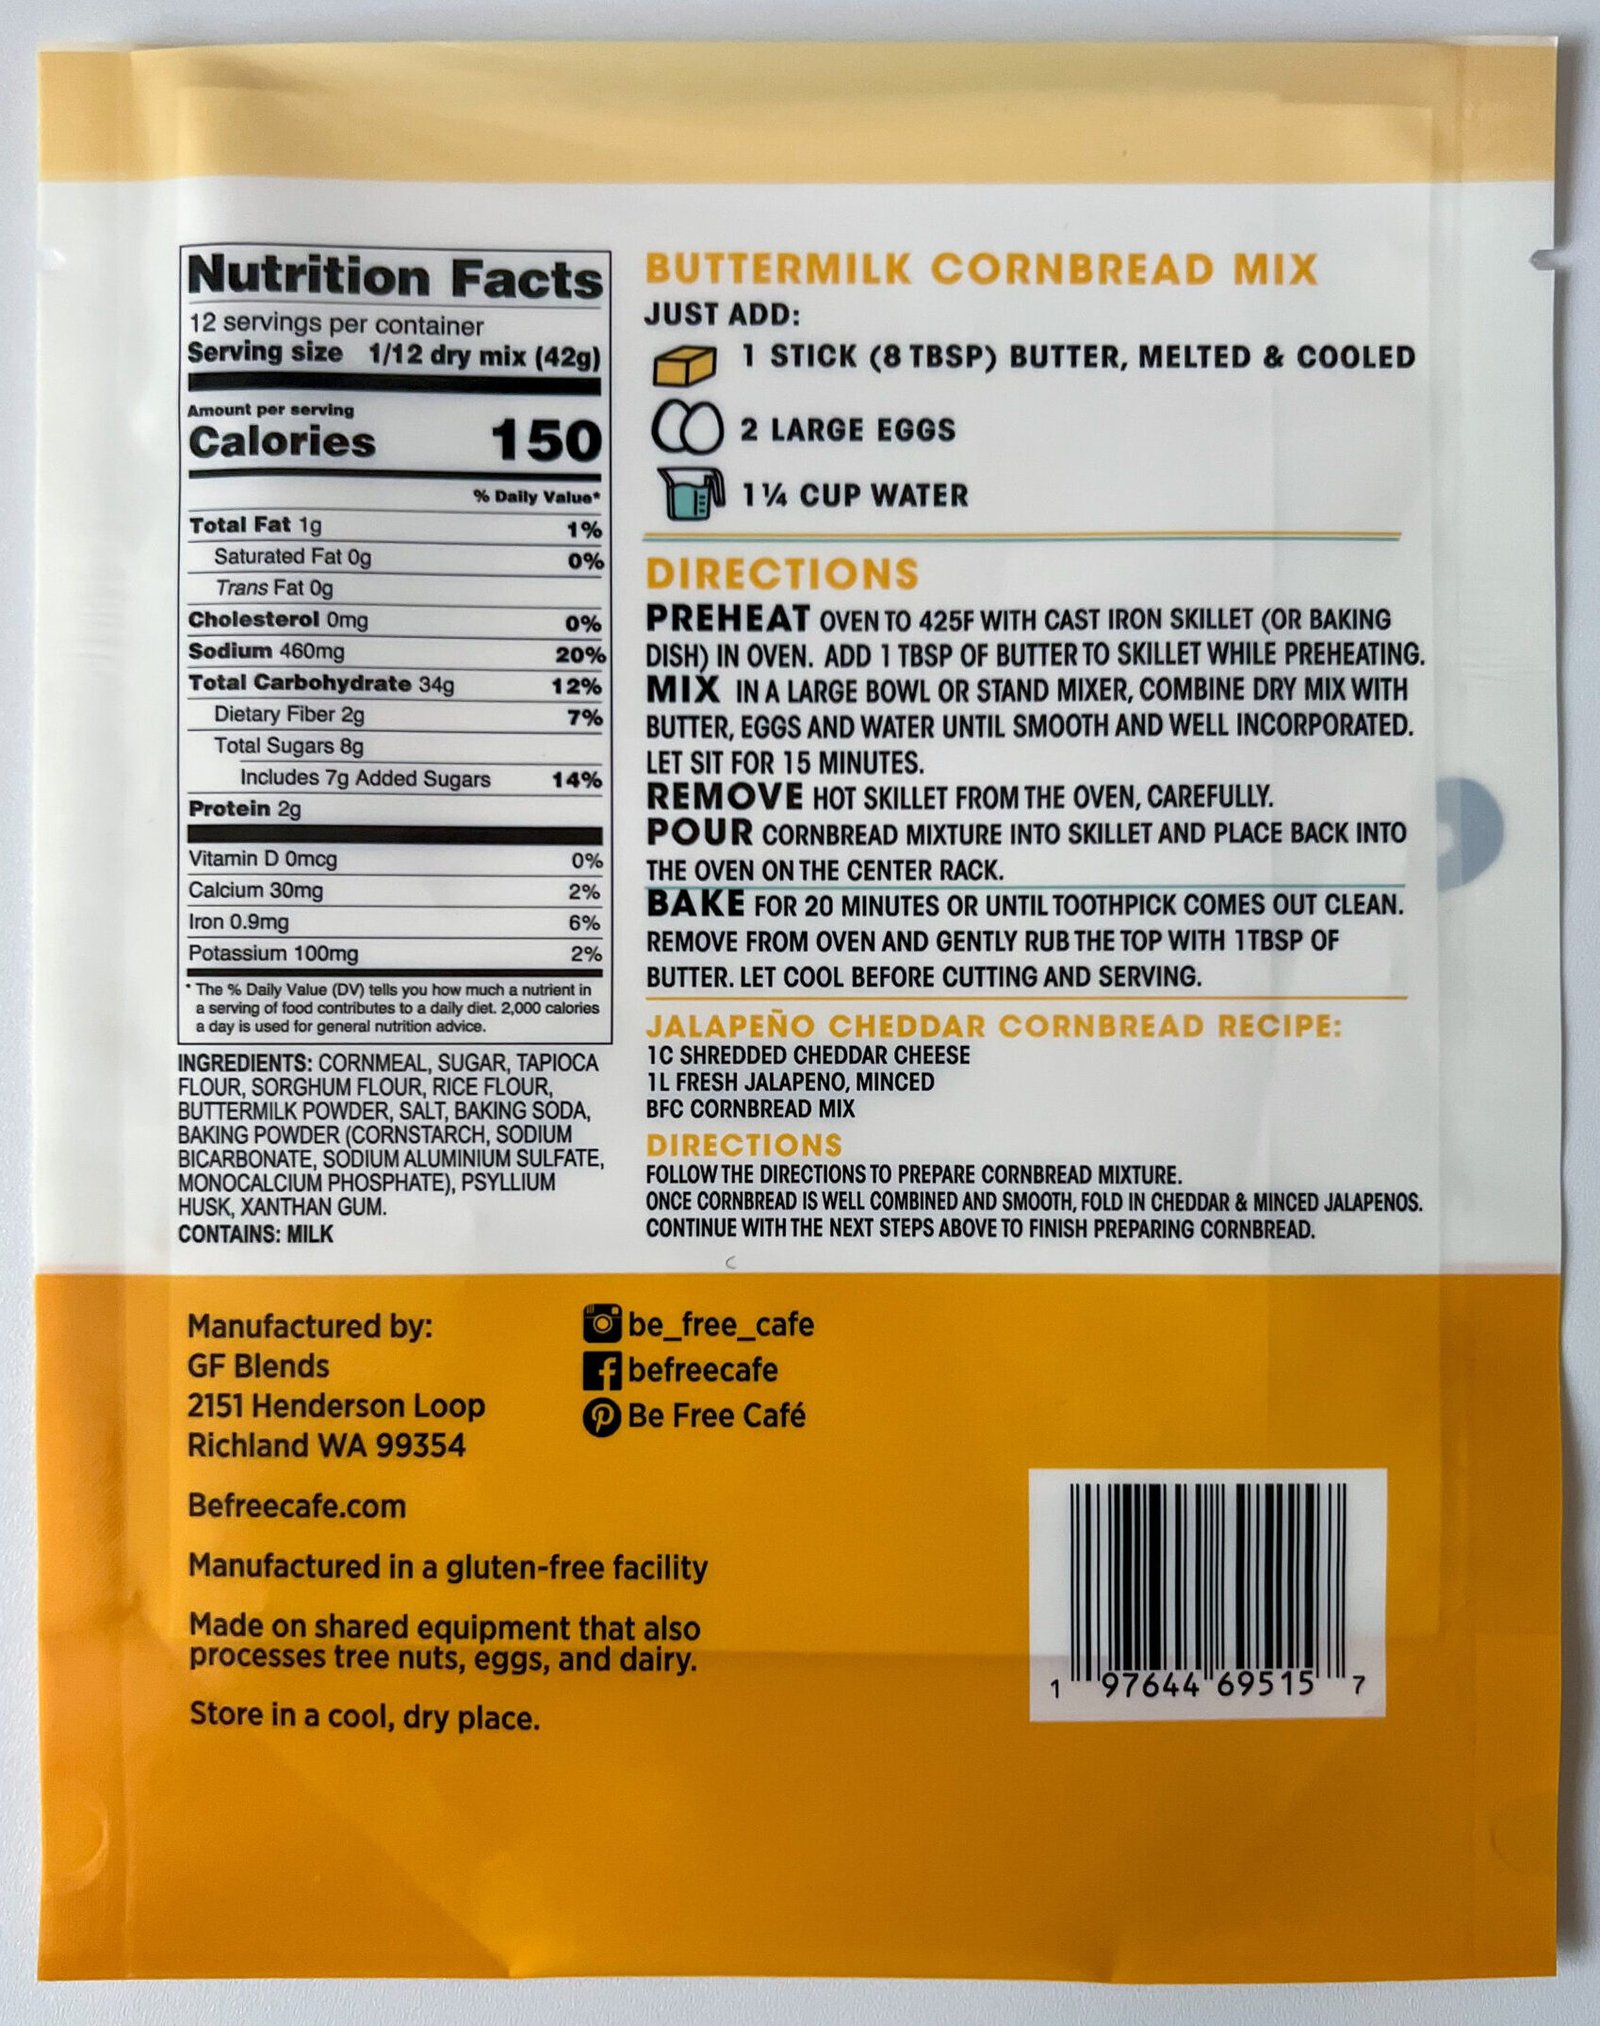 Nutrition Facts
12 servings per container
Serving size 1/12 dry mix (42g)
Amount per serving
Calories 150
% Daily Value*
Total Fat 1g 1%
Saturated Fat 0g 0%
Trans Fat 0g
Cholesterol 0mg 0%
Sodium 460mg 20%
Total Carbohydrate 34g 12%
Dietary Fiber 2g 7%
Total Sugars 8g
Includes 7g Added Sugars 14%
Protein 2g
Vitamin D 0mcg 0%
Calcium 30mg 2%
Iron 0.9mg 6%
Potassium 100mg 2%
* The % Daily Value (DV) tells you how much a nutrient in
a serving of food contributes to a daily diet. 2,000 calories
a day is used for general nutrition advice.
INGREDIENTS: CORNMEAL, SUGAR, TAPIOCA
FLOUR, SORGHUM FLOUR, RICE FLOUR,
BUTTERMILK POWDER, SALT, BAKING SODA,
BAKING POWDER (CORNSTARCH, SODIUM
BICARBONATE, SODIUM ALUMINIUM SULFATE,
MONOCALCIUM PHOSPHATE), PSYLLIUM
HUSK, XANTHAN GUM.
CONTAINS: MILK
BUTTERMILK CORNBREAD MIX
JUST ADD:
1 STICK (8 TBSP) BUTTER, MELTED & COOLED
2 LARGE EGGS
1 ¼ CUP WATER
DIRECTIONS
PREHEAT OVEN TO 425F WITH CAST IRON SKILLET (OR BAKING
DISH) IN OVEN. ADD 1 TBSP OF BUTTER TO SKILLET WHILE PREHEATING.
MIX IN A LARGE BOWL OR STAND MIXER, COMBINE DRY MIX WITH
BUTTER, EGGS AND WATER UNTIL SMOOTH AND WELL INCORPORATED.
LET SIT FOR 15 MINUTES.
REMOVE HOT SKILLET FROM THE OVEN, CAREFULLY.
POUR CORNBREAD MIXTURE INTO SKILLET AND PLACE BACK INTO
THE OVEN ON THE CENTER RACK.
BAKE FOR 20 MINUTES OR UNTIL TOOTHPICK COMES OUT CLEAN.
REMOVE FROM OVEN AND GENTLY RUB THE TOP WITH 1TBSP OF
BUTTER. LET COOL BEFORE CUTTING AND SERVING.
JALAPEÑO CHEDDAR CORNBREAD RECIPE:
1C SHREDDED CHEDDAR CHEESE
1L FRESH JALAPENO, MINCED
BFC CORNBREAD MIX
DIRECTIONS
FOLLOW THE DIRECTIONS TO PREPARE CORNBREAD MIXTURE.
ONCE CORNBREAD IS WELL COMBINED AND SMOOTH, FOLD IN CHEDDAR & MINCED JALAPENOS.
CONTINUE WITH THE NEXT STEPS ABOVE TO FINISH PREPARING CORNBREAD.
Manufactured by:
GF Blends
2151 Henderson Loop
Richland WA 99354
Befreecafe.com
Manufactured in a gluten-free facility
Made on shared equipment that also
processes tree nuts, eggs, and dairy.
Store in a cool, dry place.
be_free_cafe
befreecafe
Be Free Café
1 97644 69515 7